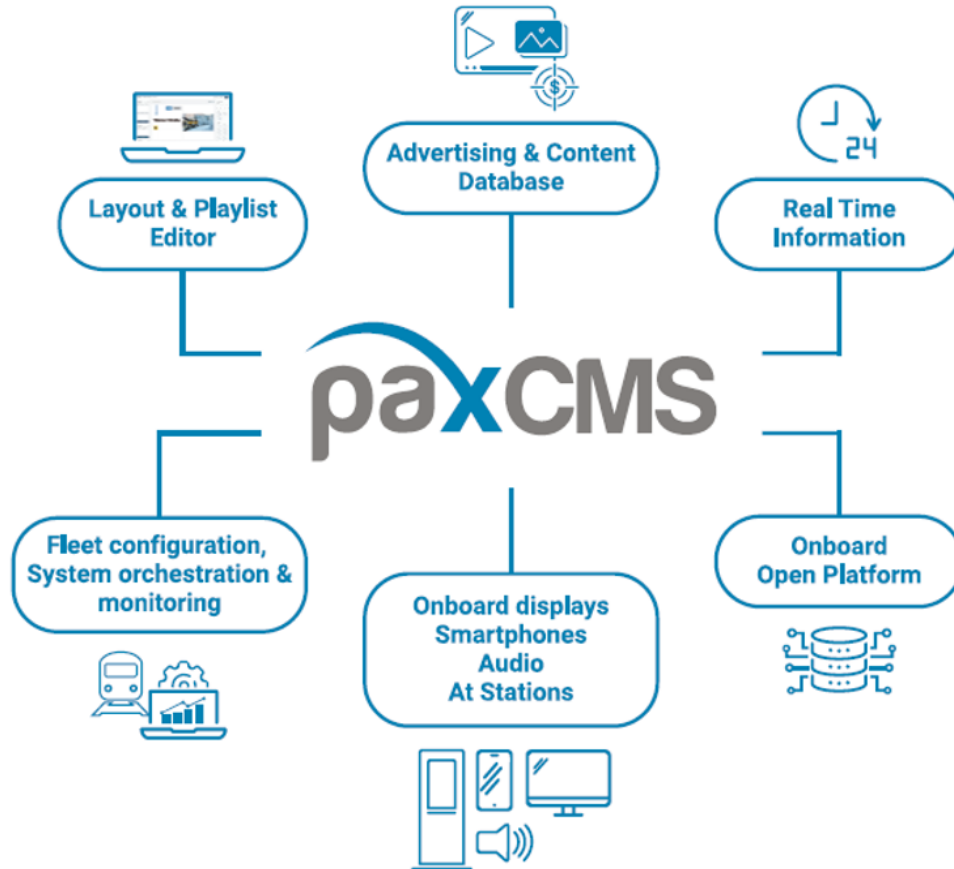 Advertising & Content
Database
Layout & Playlist
Editor
Real Time
Information
24
paxCMS
Fleet configuration,
System orchestration &
monitoring
Onboard displays
Smartphones
Audio
At Stations
Onboard
Open Platform
$